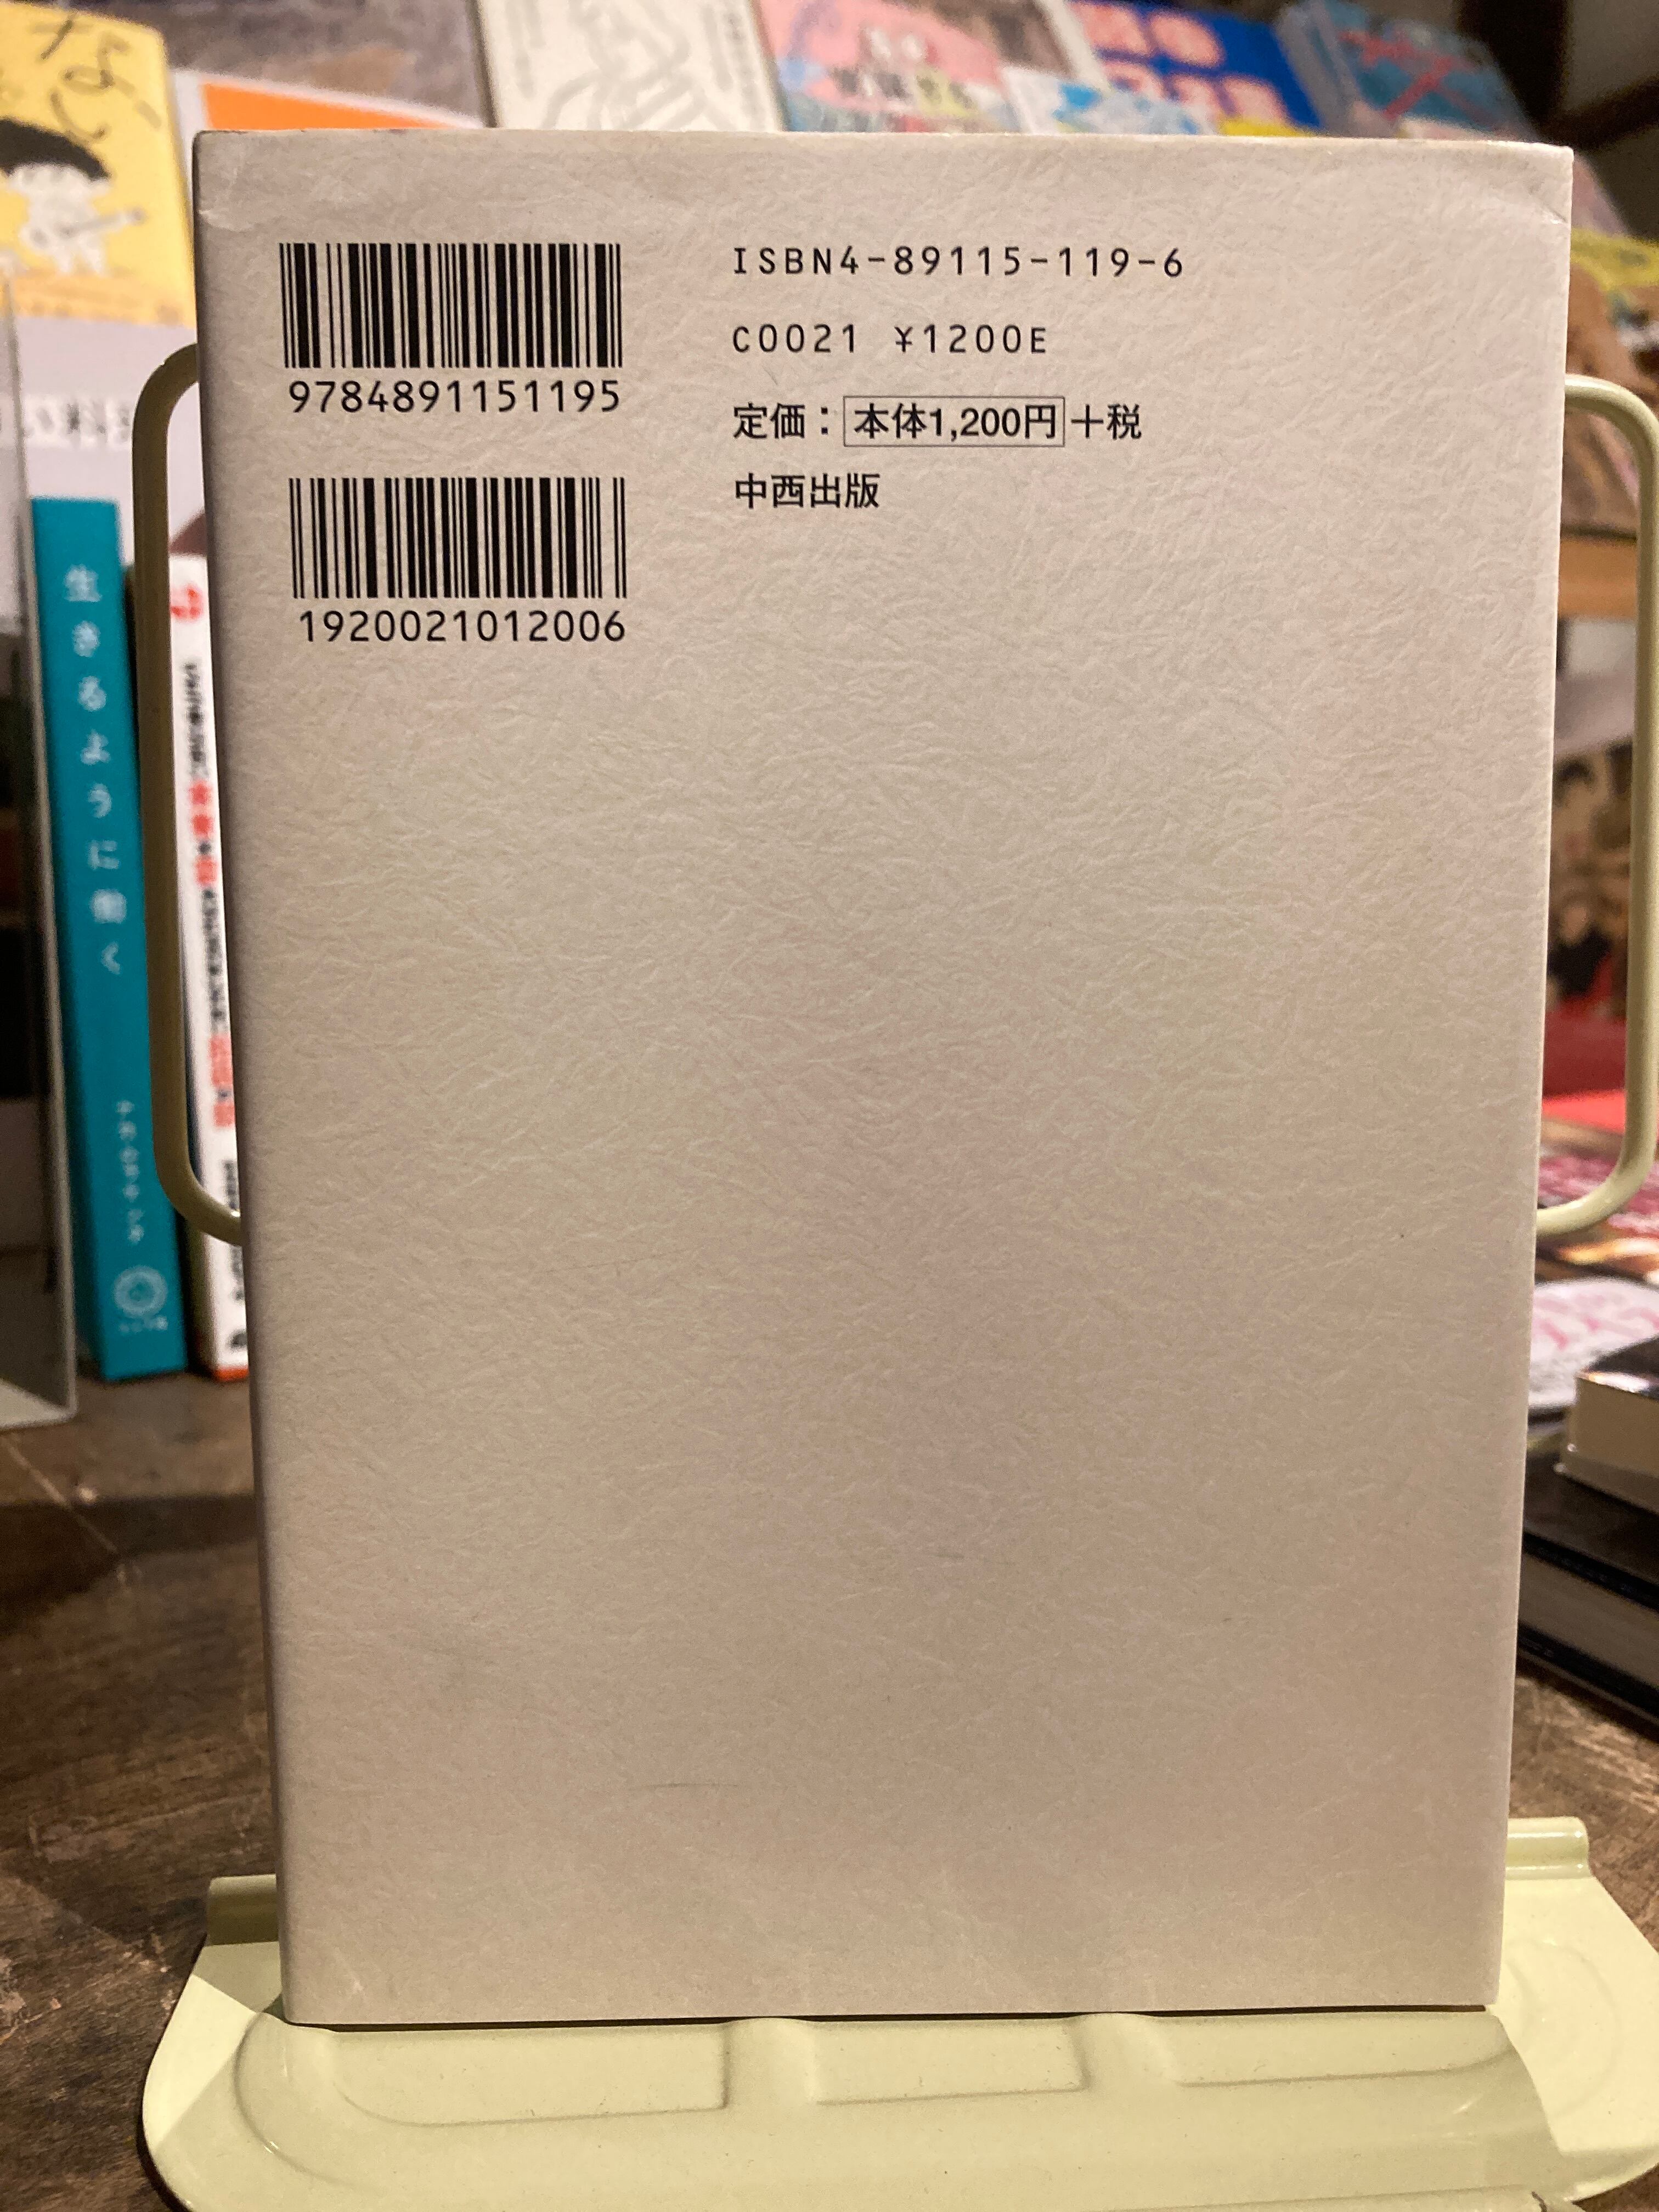 ISBN4-89115-119-6
C0021 ¥1200E
定価：本体1,200円+税
中西出版
9784891151195
1920021012006
生きるように働く